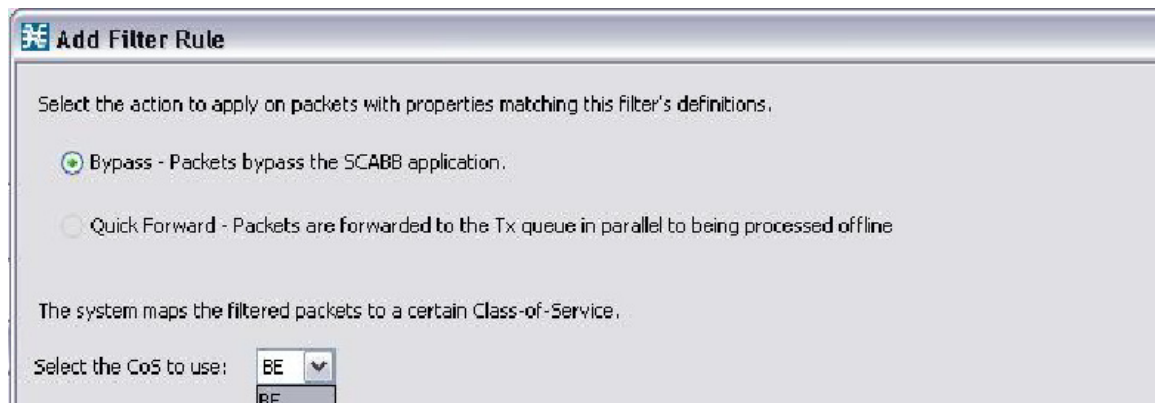 Add Filter Rule
Select the action to apply on packets with properties matching this filter's definitions.
Bypass - Packets bypass the SCABB application.
Quick Forward - Packets are forwarded to the Tx queue in parallel to being processed offline
The system maps the filtered packets to a certain Class-of-Service.
Select the CoS to use: BE
BE